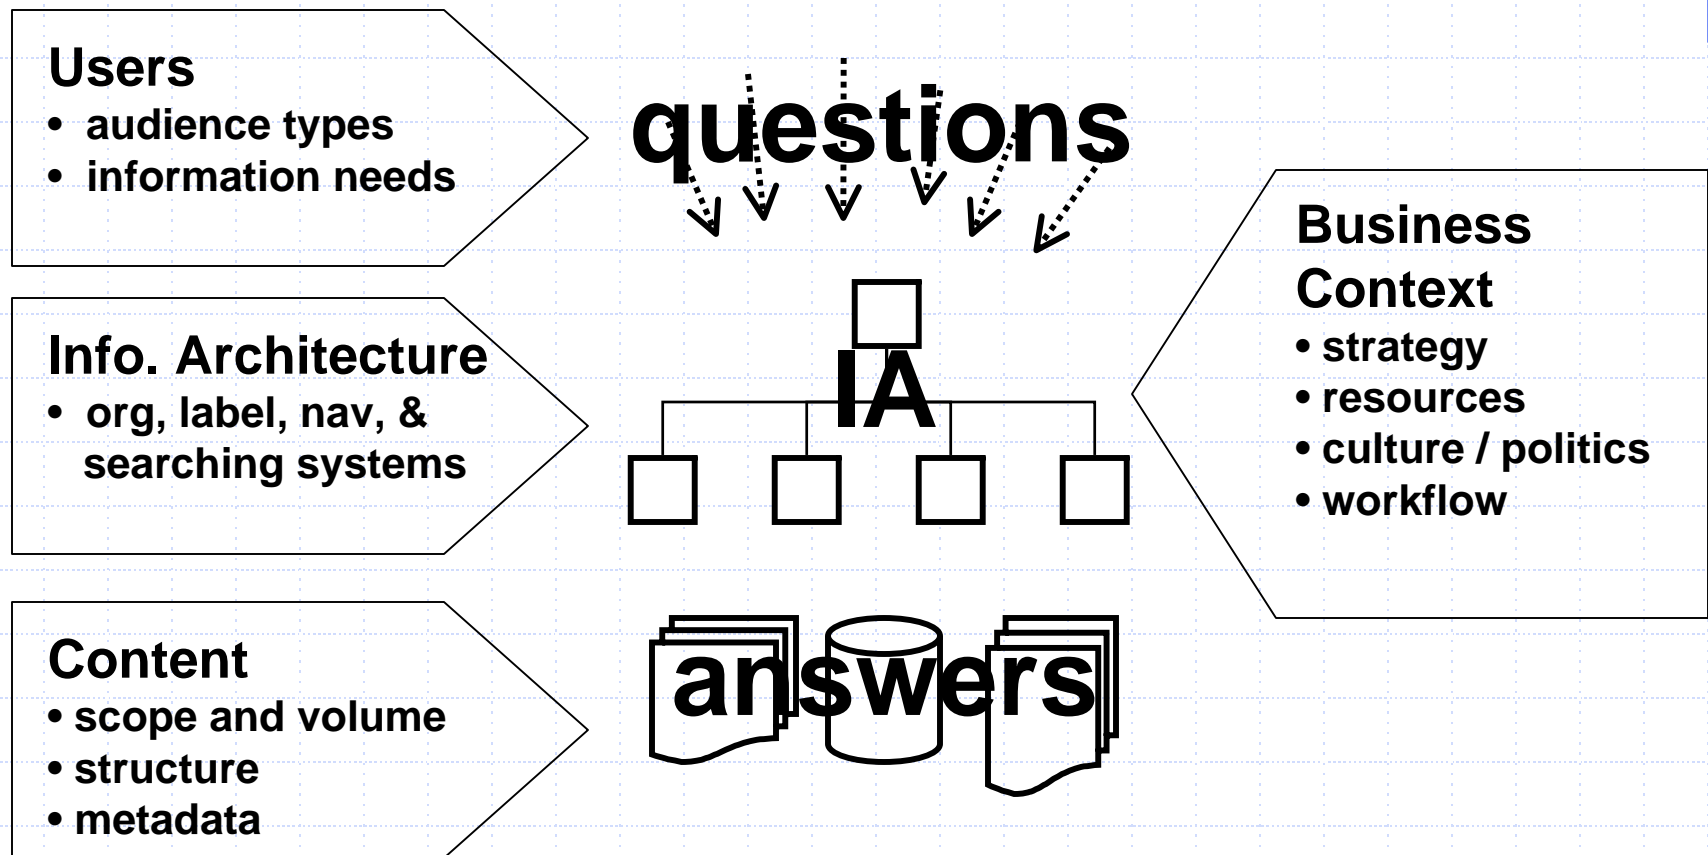 Users
• audience types
• information needs
questions
Info. Architecture
• org, label, nav, &
searching systems
IA
Business
Context
• strategy
• resources
• culture / politics
• workflow
Content
• scope and volume
• structure
• metadata
answers